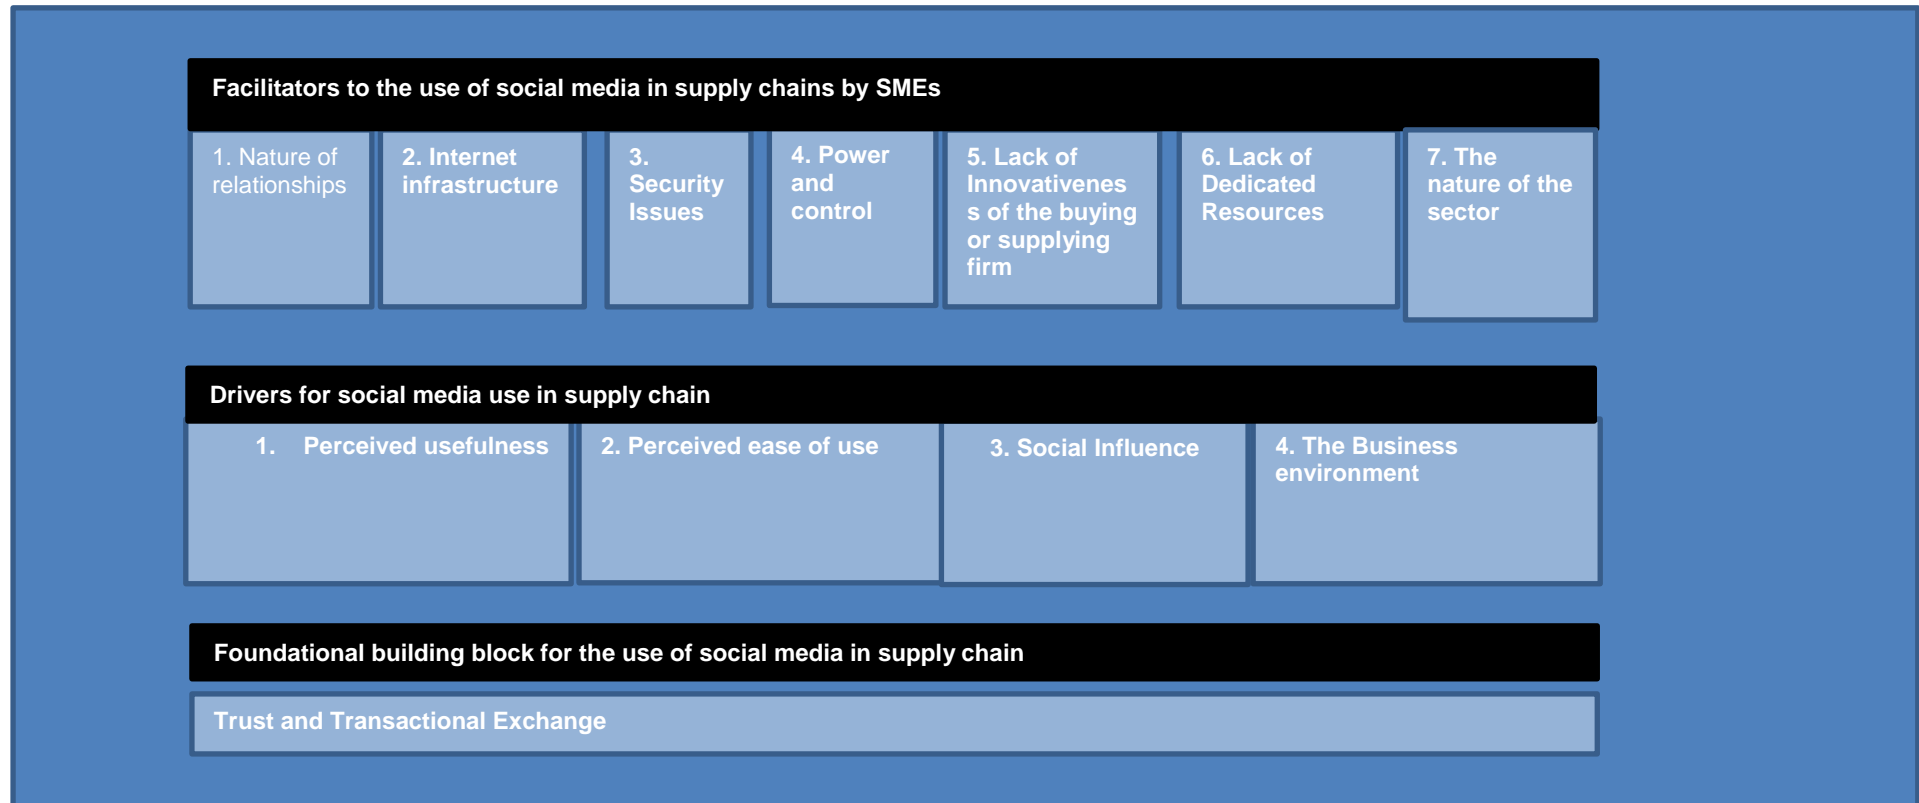 Facilitators to the use of social media in supply chains by SMEs
1. Nature of
relationships
2. Internet
infrastructure
3.
Security
Issues
4. Power
and
control
5. Lack of
Innovativenes
s of the buying
or supplying
firm
6. Lack of
Dedicated
Resources
7. The
nature of the
sector
Drivers for social media use in supply chain
1. Perceived usefulness
2. Perceived ease of use
3. Social Influence
4. The Business
environment
Foundational building block for the use of social media in supply chain
Trust and Transactional Exchange